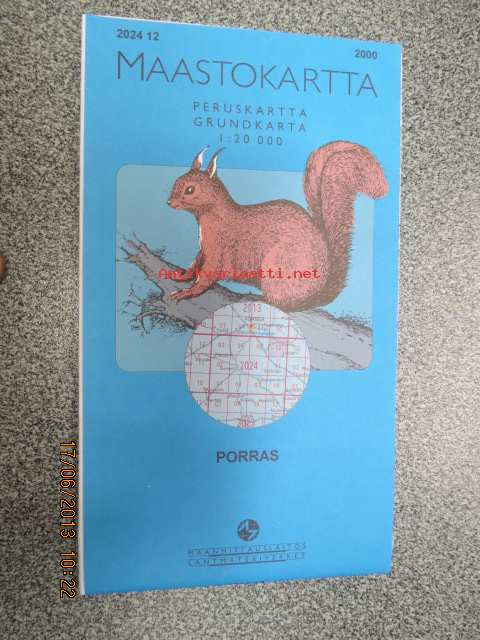 2024 12
2000
MAASTOKARTTA
PERUSKARTTA
GRUNDKARTA
1:20 000
Antikvariaatti.net
2013
2024
PORRAS
MAANMITTAUSLAITOS
LANTMÄTERIVERKET
17/06/2013 10:22